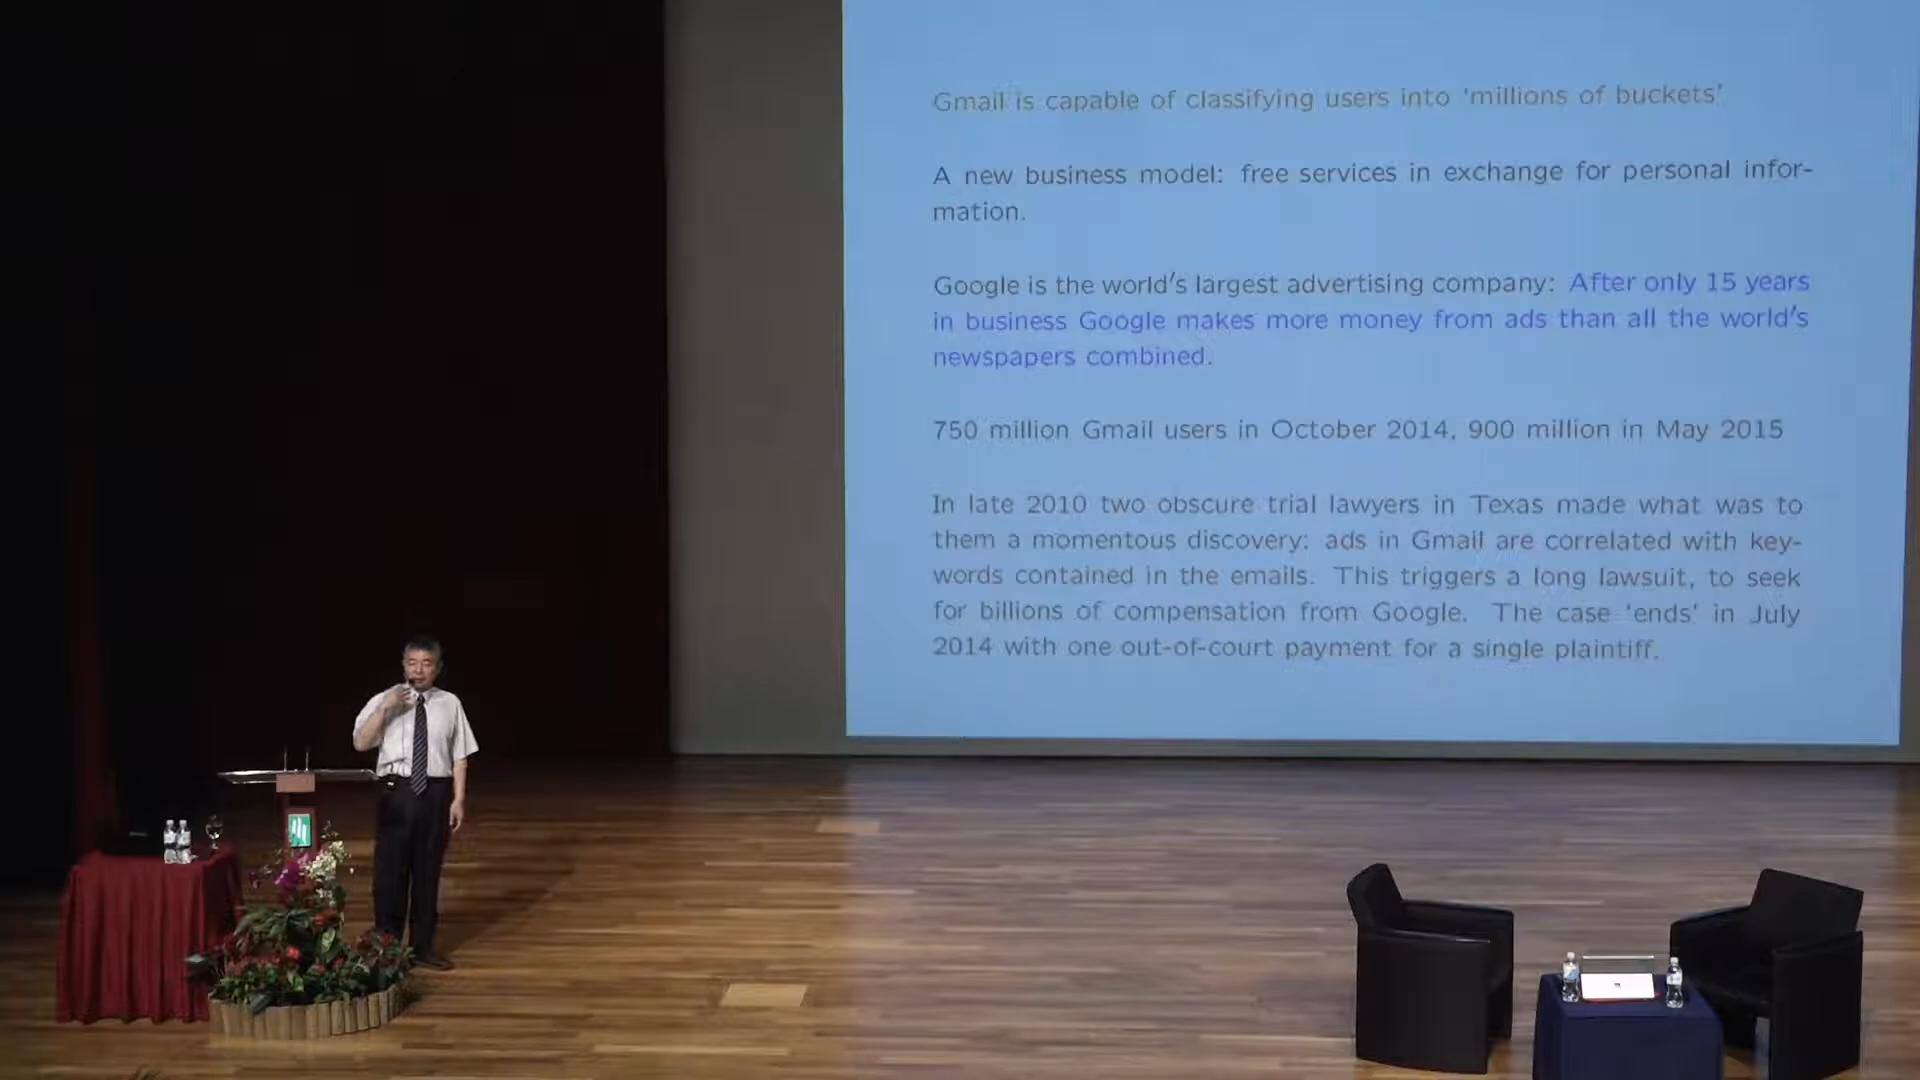 Gmail is capable of classifying users into ‘millions of buckets’
A new business model: free services in exchange for personal infor-
mation.
Google is the world’s largest advertising company: After only 15 years
in business Google makes more money from ads than all the world’s
newspapers combined.
750 million Gmail users in October 2014, 900 million in May 2015
In late 2010 two obscure trial lawyers in Texas made what was to
them a momentous discovery: ads in Gmail are correlated with key-
words contained in the emails. This triggers a long lawsuit, to seek
for billions of compensation from Google. The case ‘ends’ in July
2014 with one out-of-court payment for a single plaintiff.